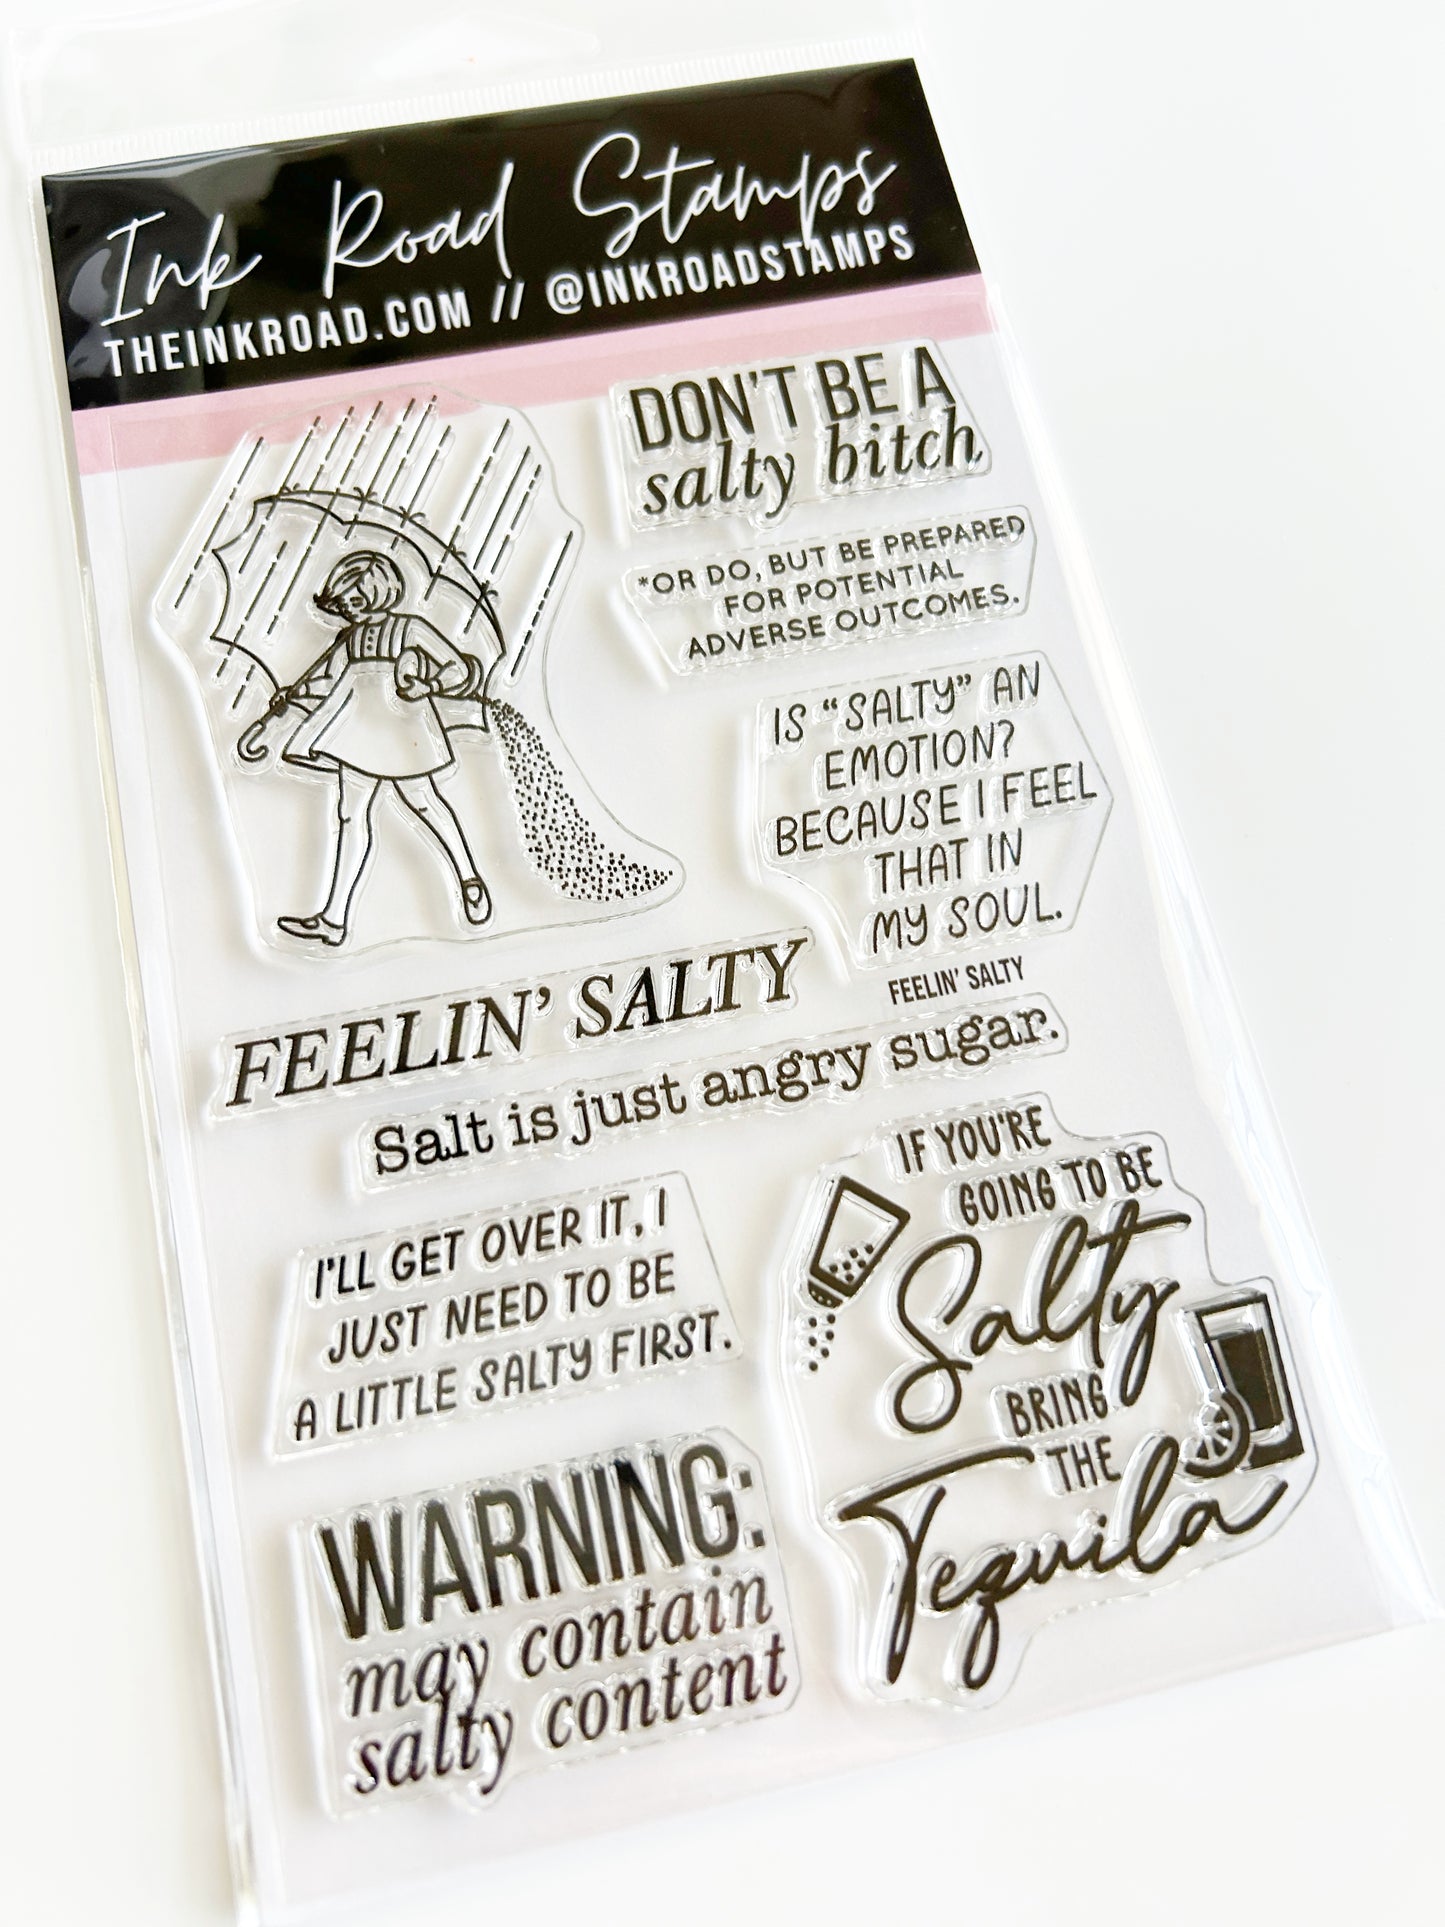 Ink Road Stamps
THEINKROAD.COM // @INKROADSTAMPS
DON'T BE A
salty bitch
*OR DO, BUT BE PREPARED
FOR POTENTIAL
ADVERSE OUTCOMES.
IS “SALTY” AN
EMOTION?
BECAUSE I FEEL
THAT IN
MY SOUL.
FEELIN’ SALTY
FEELIN’ SALTY
Salt is just angry sugar.
I'LL GET OVER IT, I
JUST NEED TO BE
A LITTLE SALTY FIRST.
IF YOU'RE
GOING TO BE
Salty
BRING
THE
Tequila
WARNING:
may contain
salty content